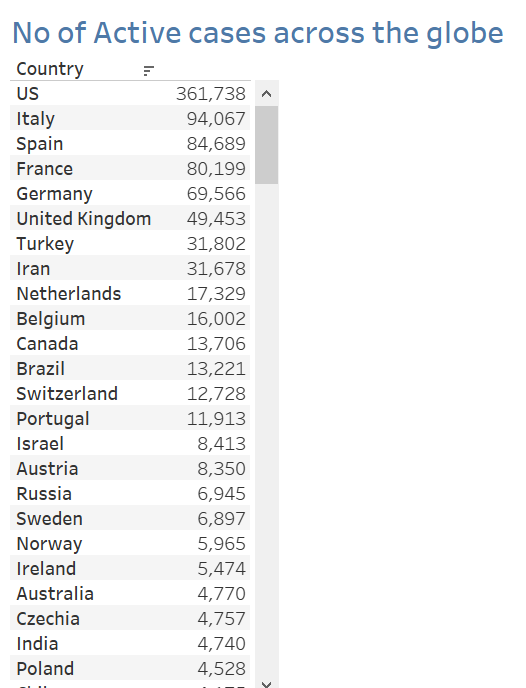 No of Active cases across the globe
Country
US 361,738
Italy 94,067
Spain 84,689
France 80,199
Germany 69,566
United Kingdom 49,453
Turkey 31,802
Iran 31,678
Netherlands 17,329
Belgium 16,002
Canada 13,706
Brazil 13,221
Switzerland 12,728
Portugal 11,913
Israel 8,413
Austria 8,350
Russia 6,945
Sweden 6,897
Norway 5,965
Ireland 5,474
Australia 4,770
Czechia 4,757
India 4,740
Poland 4,528